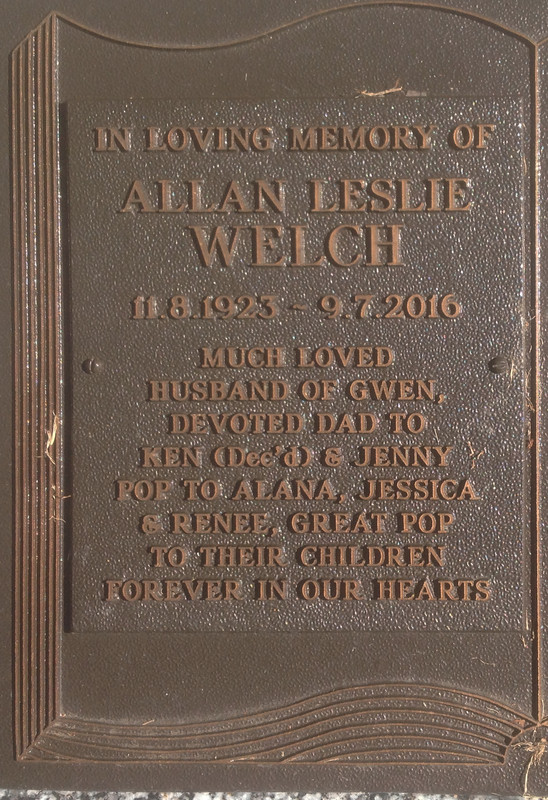 IN LOVING MEMORY OF
ALLAN LESLIE
WELCH
11.8.1923 ~ 9.7.2016
MUCH LOVED
HUSBAND OF GWEN,
DEVOTED DAD TO
KEN (Dec'd) & JENNY
POP TO ALANA, JESSICA
& RENEE, GREAT POP
TO THEIR CHILDREN
FOREVER IN OUR HEARTS